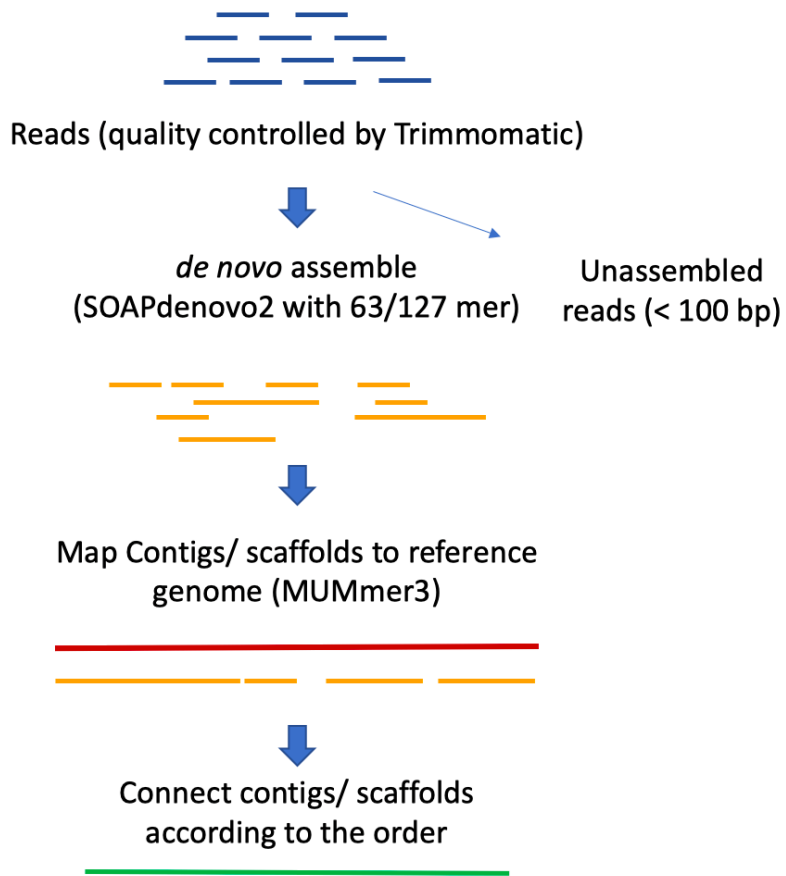 Reads (quality controlled by Trimmomatic)
de novo assemble
(SOAPdenovo2 with 63/127 mer)
Unassembled
reads (< 100 bp)
Map Contigs/ scaffolds to reference
genome (MUMmer3)
Connect contigs/ scaffolds
according to the order